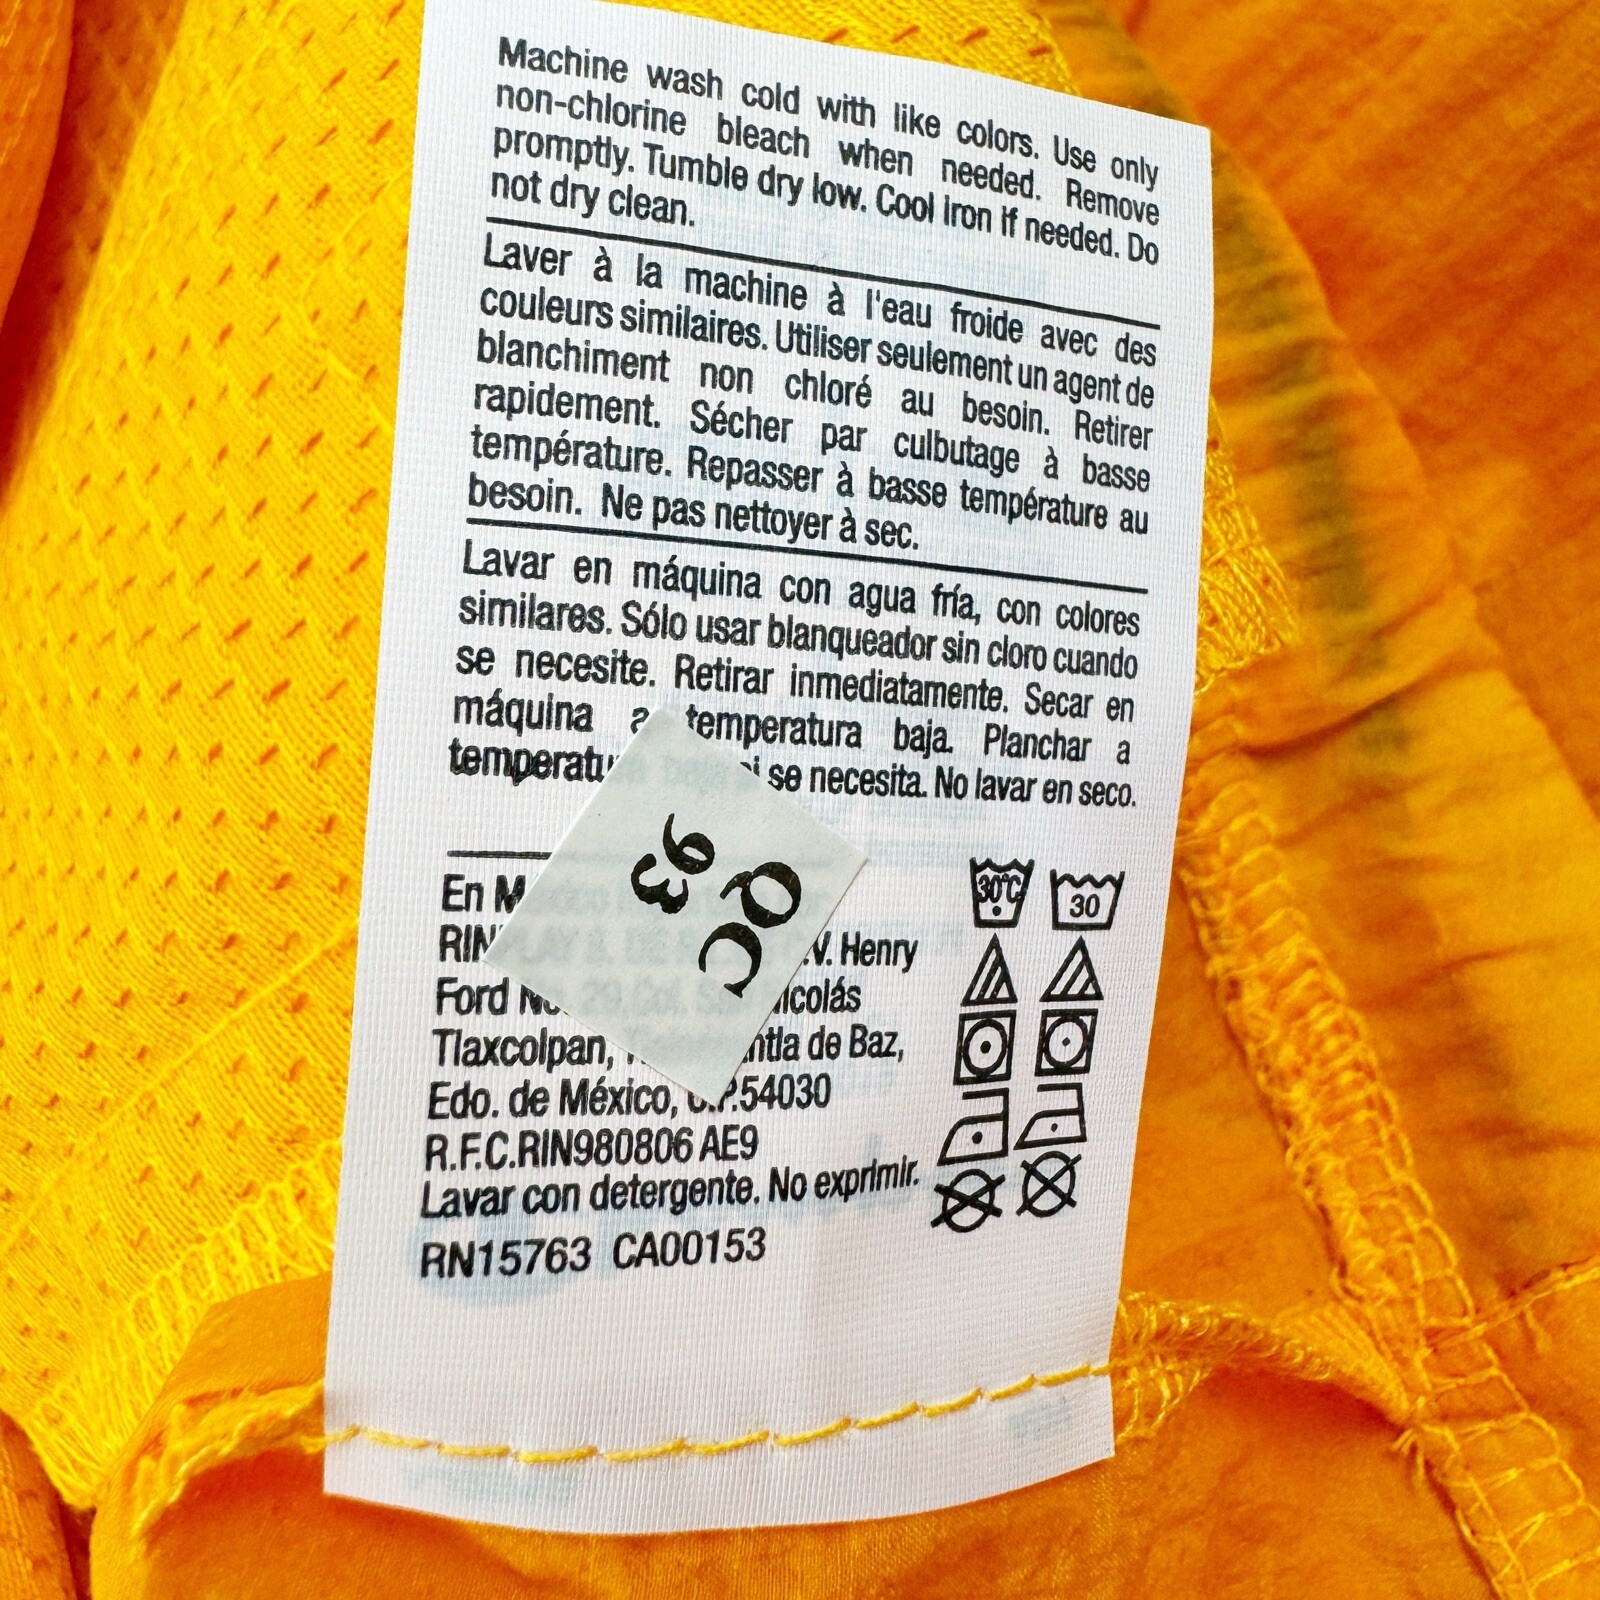 Machine wash cold with like colors. Use only
non-chlorine bleach when needed. Remove
promptly. Tumble dry low. Cool iron if needed. Do
not dry clean.
Laver à la machine à l'eau froide avec des
couleurs similaires. Utiliser seulement un agent de
blanchiment non chloré au besoin. Retirer
rapidement. Sécher par culbutage à basse
température. Repasser à basse température au
besoin. Ne pas nettoyer à sec.
Lavar en máquina con agua fría, con colores
similares. Sólo usar blanqueador sin cloro cuando
se necesite. Retirar inmediatamente. Secar en
máquina a temperatura baja. Planchar a
temperatura baja si se necesita. No lavar en seco.
QC
93
En
Henry
Ford No. 20, Col.
Tlaxcolpan, de Baz,
Edo. de México, C.P.54030
R.F.C.RIN980806 AE9
Lavar con detergente. No exprimir.
RN15763 CA00153
30°C 30